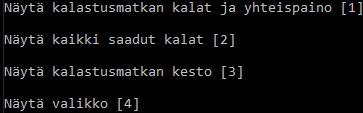 Näytä kalastusmatkan kalat ja yhteispaino [1]
Näytä kaikki saadut kalat [2]
Näytä kalastusmatkan kesto [3]
Näytä valikko [4]